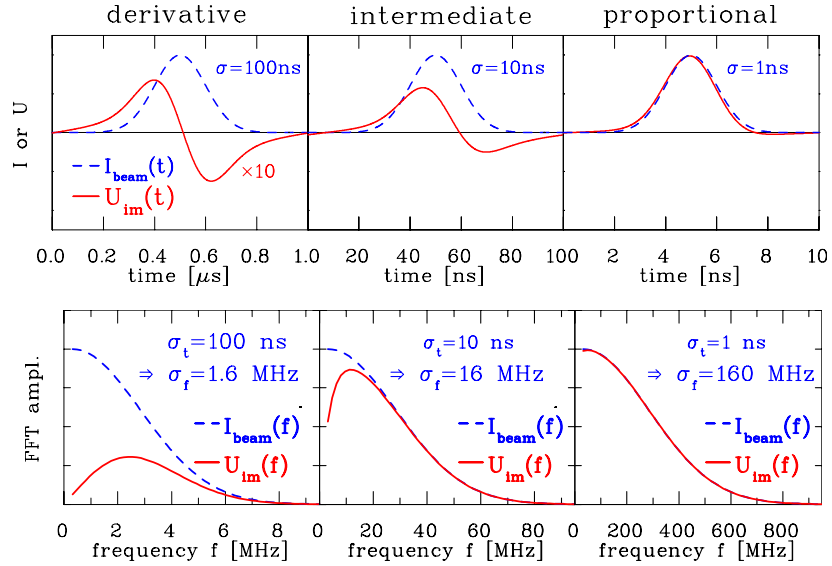 derivative intermediate proportional
I or U
σ=100ns σ=10ns σ=1ns
I_beam(t)
U_im(t)
×10
0.0 0.2 0.4 0.6 0.8 1.0 20 40 60 80 100 2 4 6 8 10
time [μs] time [ns] time [ns]
FFT ampl.
σ_t=100 ns σ_t=10 ns σ_t=1 ns
⇒ σ_f=1.6 MHz ⇒ σ_f=16 MHz ⇒ σ_f=160 MHz
I_beam(f) I_beam(f) I_beam(f)
U_im(f) U_im(f) U_im(f)
0 2 4 6 8 0 20 40 60 80 0 200 400 600 800
frequency f [MHz] frequency f [MHz] frequency f [MHz]